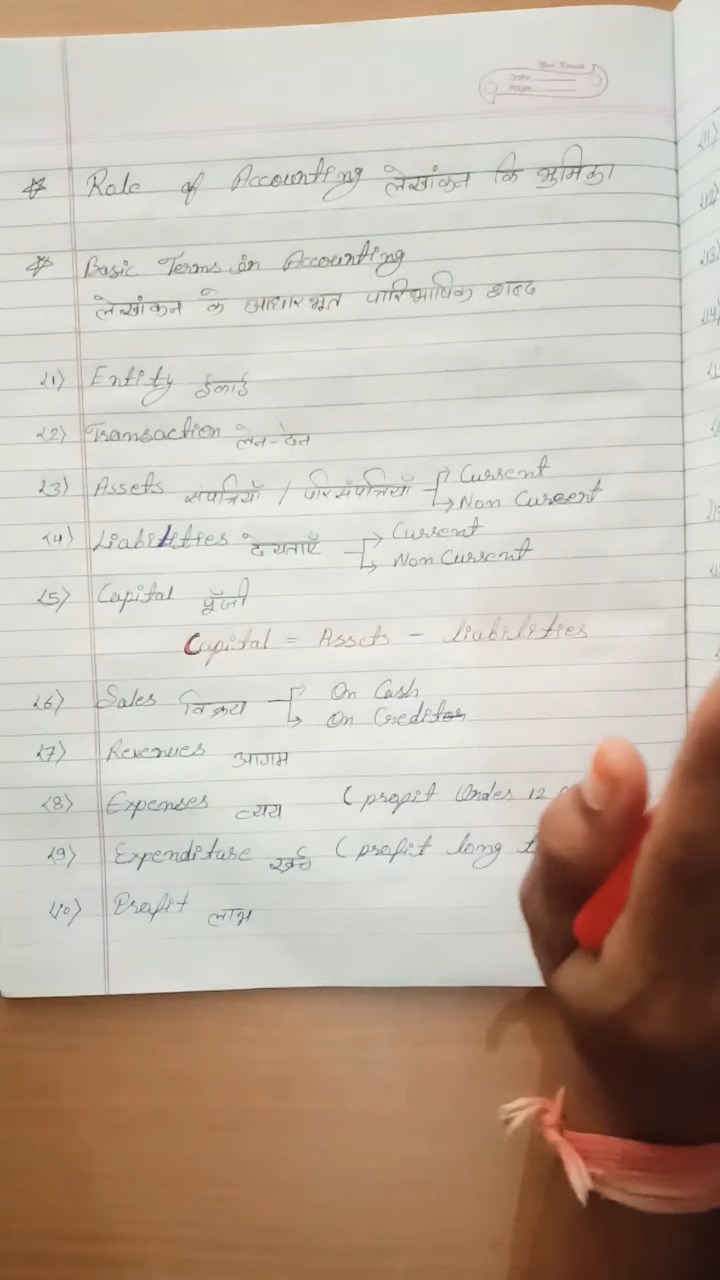 Role of Accounting लेखांकन कि भुमिका
Basic Terms in Accounting
लेखांकन के आधारभूत पारिभाषिक शब्द
<1> Entity ईकाई
<2> Transaction लेन-देन
<3> Assets संपत्तियाँ / परिसंपत्तियाँ → Current
→ Non Current
<4> Liabilities देयताएँ → Current
→ Non Current
<5> Capital पूँजी
Capital = Assets - liabilities
<6> Sales विक्रय → On Cash
→ On Credit
<7> Revenues आगम
<8> Expenses व्यय (profit Under 12
<9> Expenditure खर्च (profit long
<10> Profit लाभ